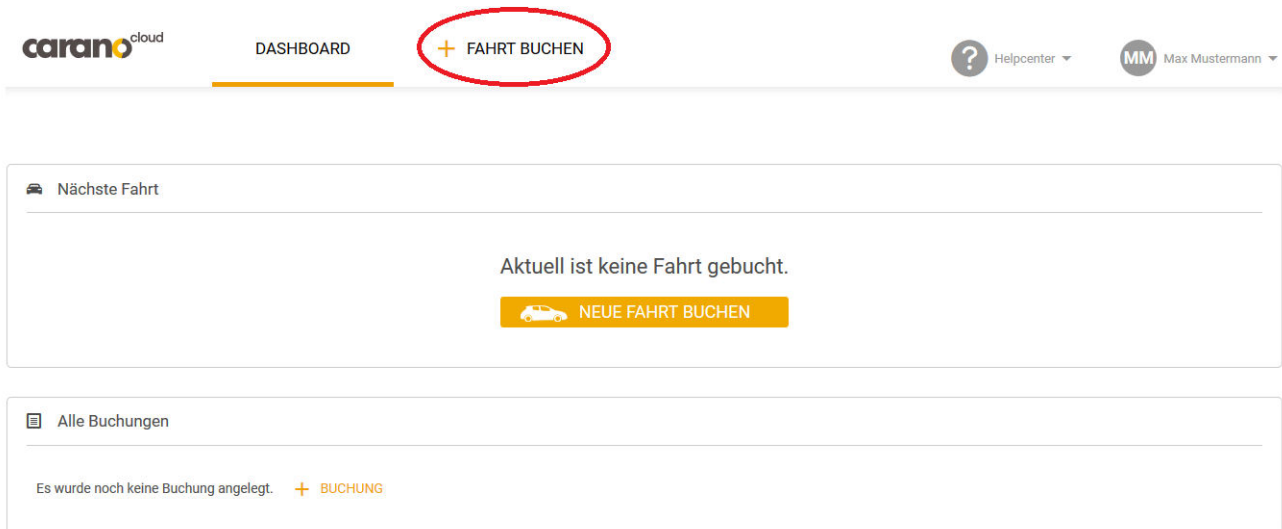 carano cloud
DASHBOARD
+ FAHRT BUCHEN
? Helpcenter
MM Max Mustermann
Nächste Fahrt
Aktuell ist keine Fahrt gebucht.
NEUE FAHRT BUCHEN
Alle Buchungen
Es wurde noch keine Buchung angelegt. + BUCHUNG